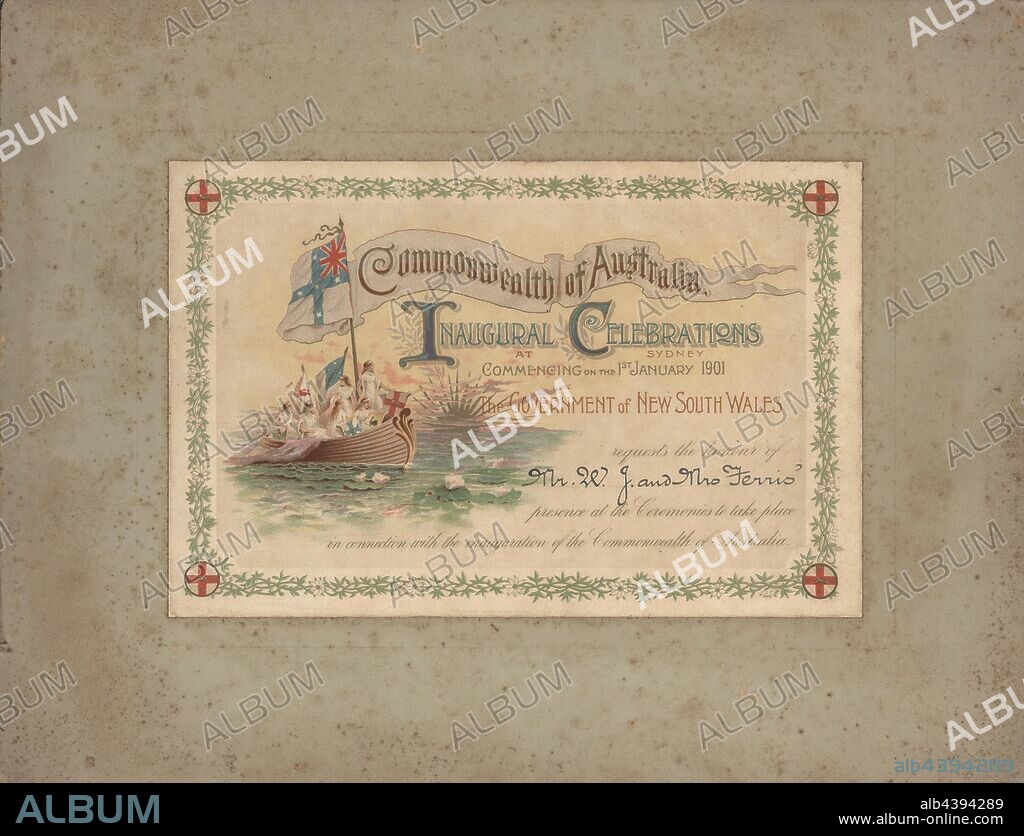 Commonwealth of Australia.
INAUGURAL CELEBRATIONS
AT SYDNEY
COMMENCING ON THE 1ST JANUARY 1901
The GOVERNMENT of NEW SOUTH WALES
requests the honour of
Mr. W. J. and Mrs Ferris'
presence at the Ceremonies to take place
in connection with the inauguration of the Commonwealth of Australia.
ALBUM
alb4394289
ALBUM
alb4394289
www.album-online.com